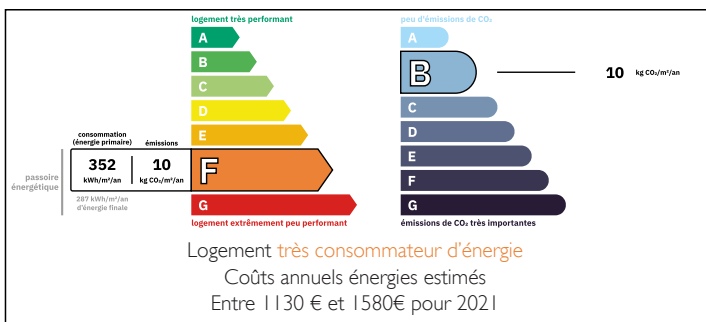 logement très performant
A
B
C
D
E
consommation
(énergie primaire)
émissions
passoire
énergétique
352
kWh/m²/an
10
kg CO₂/m²/an
F
287 kWh/m²/an
d'énergie finale
G
logement extrêmement peu performant
peu d'émissions de CO₂
A
B
10 kg CO₂/m²/an
C
D
E
F
G
émissions de CO₂ très importantes
Logement très consommateur d'énergie
Coûts annuels énergies estimés
Entre 1130 € et 1580€ pour 2021